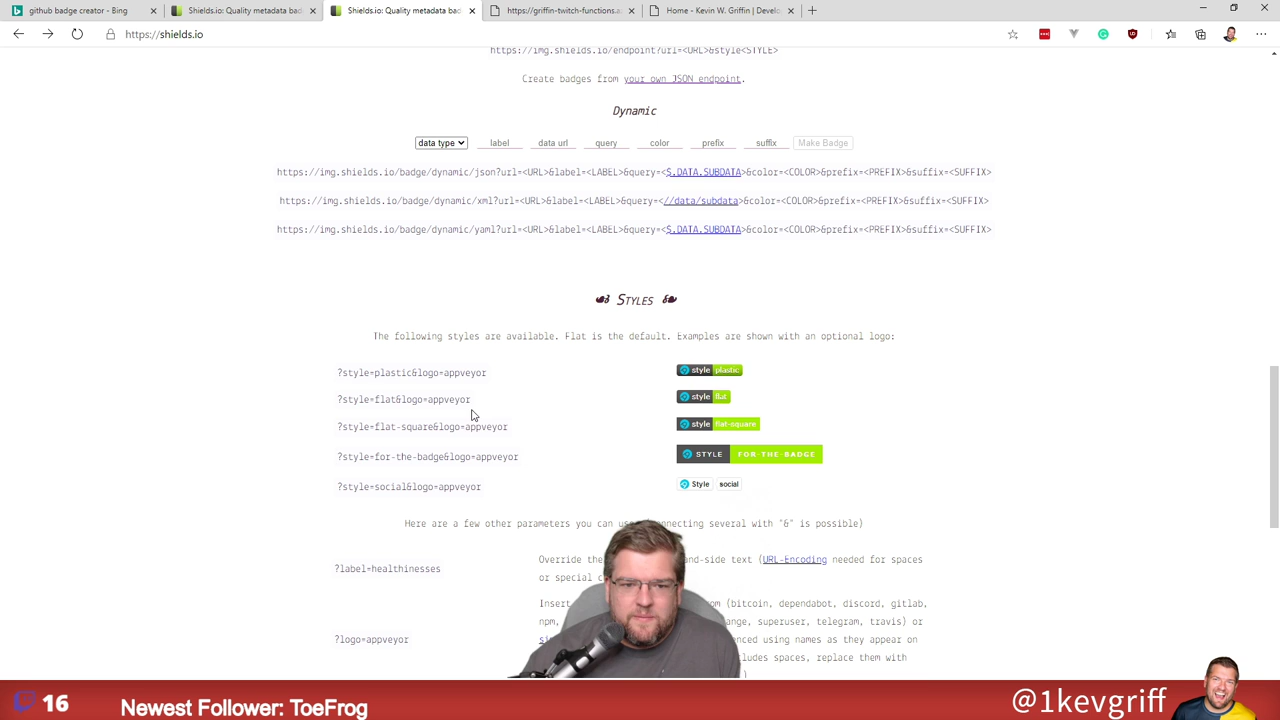 github badge creator - Bing
Shields.io: Quality metadata bad
Shields.io: Quality metadata bad
https://griffin-twitch-functions.a
Home - Kevin W. Griffin | Develo
https://shields.io
https://img.shields.io/endpoint?url=<URL>&style<STYLE>
Create badges from your own JSON endpoint.
Dynamic
data type label data url query color prefix suffix Make Badge
https://img.shields.io/badge/dynamic/json?url=<URL>&label=<LABEL>&query=<$.DATA.SUBDATA>&color=<COLOR>&prefix=<PREFIX>&suffix=<SUFFIX>
https://img.shields.io/badge/dynamic/xml?url=<URL>&label=<LABEL>&query=<//data/subdata>&color=<COLOR>&prefix=<PREFIX>&suffix=<SUFFIX>
https://img.shields.io/badge/dynamic/yaml?url=<URL>&label=<LABEL>&query=<$.DATA.SUBDATA>&color=<COLOR>&prefix=<PREFIX>&suffix=<SUFFIX>
Styles
The following styles are available. Flat is the default. Examples are shown with an optional logo:
?style=plastic&logo=appveyor style plastic
?style=flat&logo=appveyor style flat
?style=flat-square&logo=appveyor style flat-square
?style=for-the-badge&logo=appveyor STYLE FOR-THE-BADGE
?style=social&logo=appveyor Style social
Here are a few other parameters you can use connecting several with "&" is possible)
?label=healthinesses
Override the nd-side text (URL-Encoding needed for spaces
or special c
Insert om (bitcoin, dependabot, discord, gitlab,
npm, ange, superuser, telegram, travis) or
?logo=appveyor
si enced using names as they appear on
cludes spaces, replace them with
)
16
Newest Follower: ToeFrog
@1kevgriff